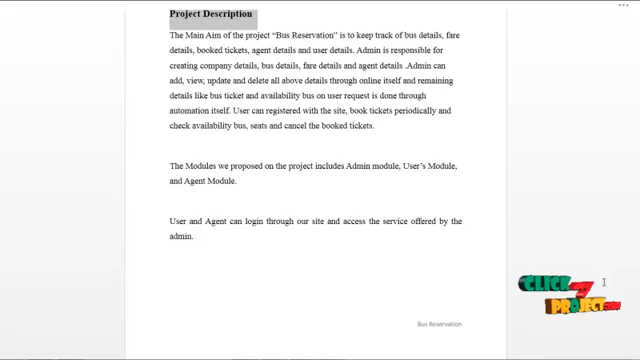 Project Description
The Main Aim of the project “Bus Reservation” is to keep track of bus details, fare
details, booked tickets, agent details and user details. Admin is responsible for
creating company details, bus details, fare details and agent details .Admin can
add, view, update and delete all above details through online itself and remaining
details like bus ticket and availability bus on user request is done through
automation itself. User can registered with the site, book tickets periodically and
check availability bus, seats and cancel the booked tickets.
The Modules we proposed on the project includes Admin module, User’s Module,
and Agent Module.
User and Agent can login through our site and access the service offered by the
admin.
CLICK
PROJECT
Bus Reservation